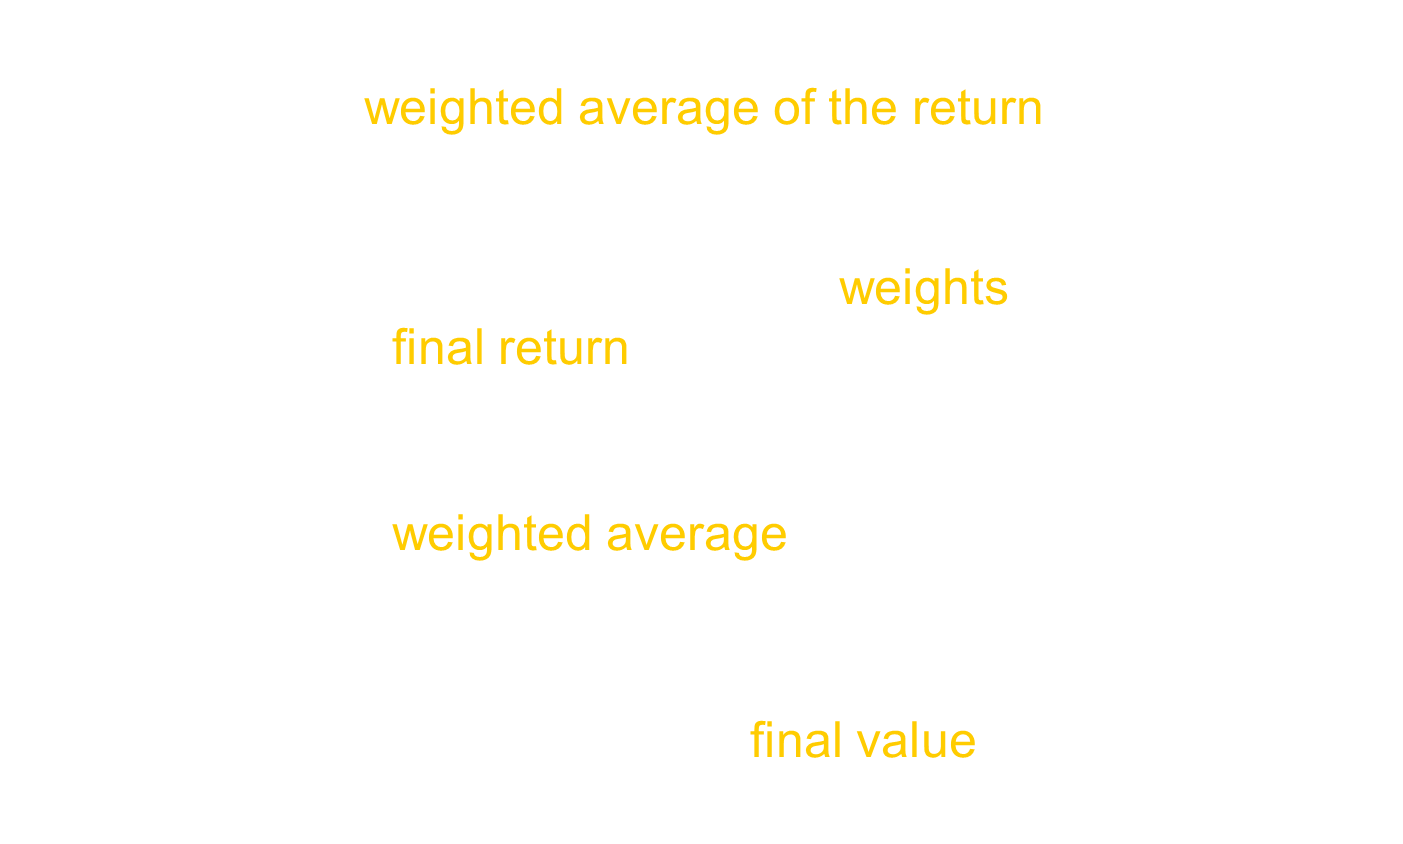 weighted average of the return
weights
final return
weighted average
final value